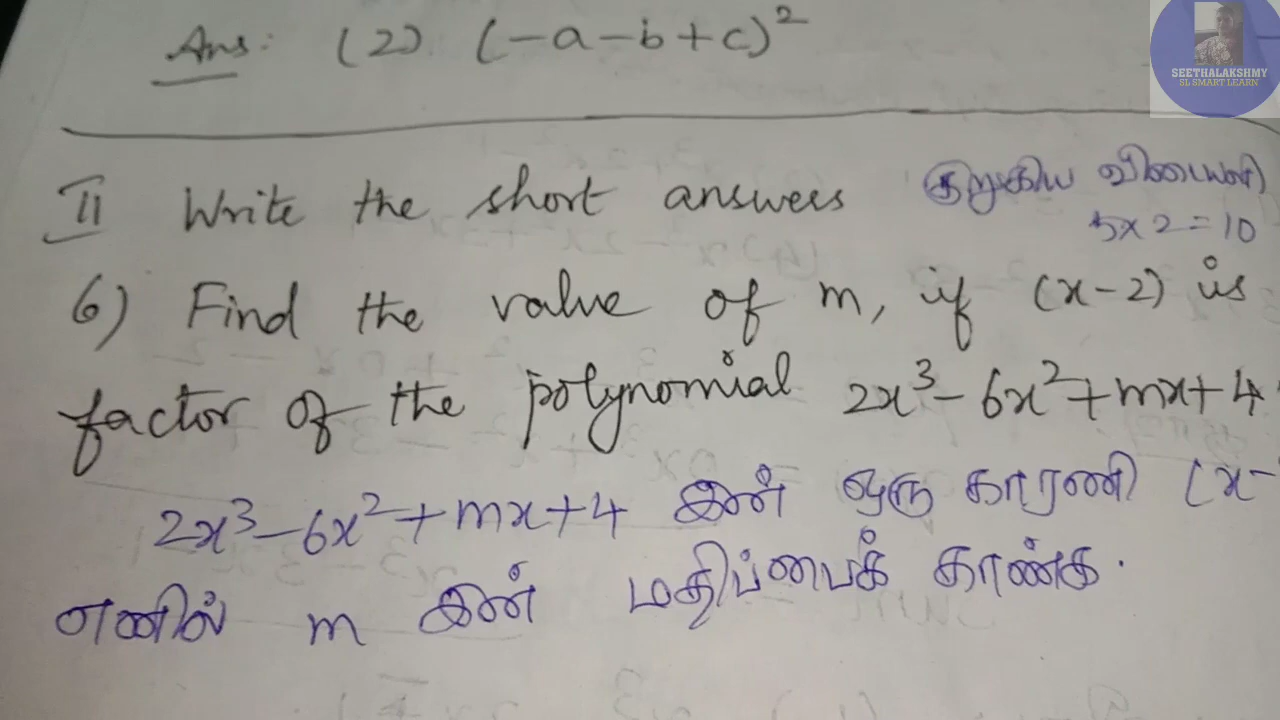 Ans: (2) (-a-b+c)²
SEETHALAKSHMY
SL SMART LEARN
II Write the short answers குறுகிய வினா
5x2=10
6) Find the value of m, if (x-2) is
factor of the polynomial 2x³-6x²+mx+4
2x³-6x²+mx+4 இன் ஒரு காரணி (x-
எனில் m இன் மதிப்பைக் காண்க.